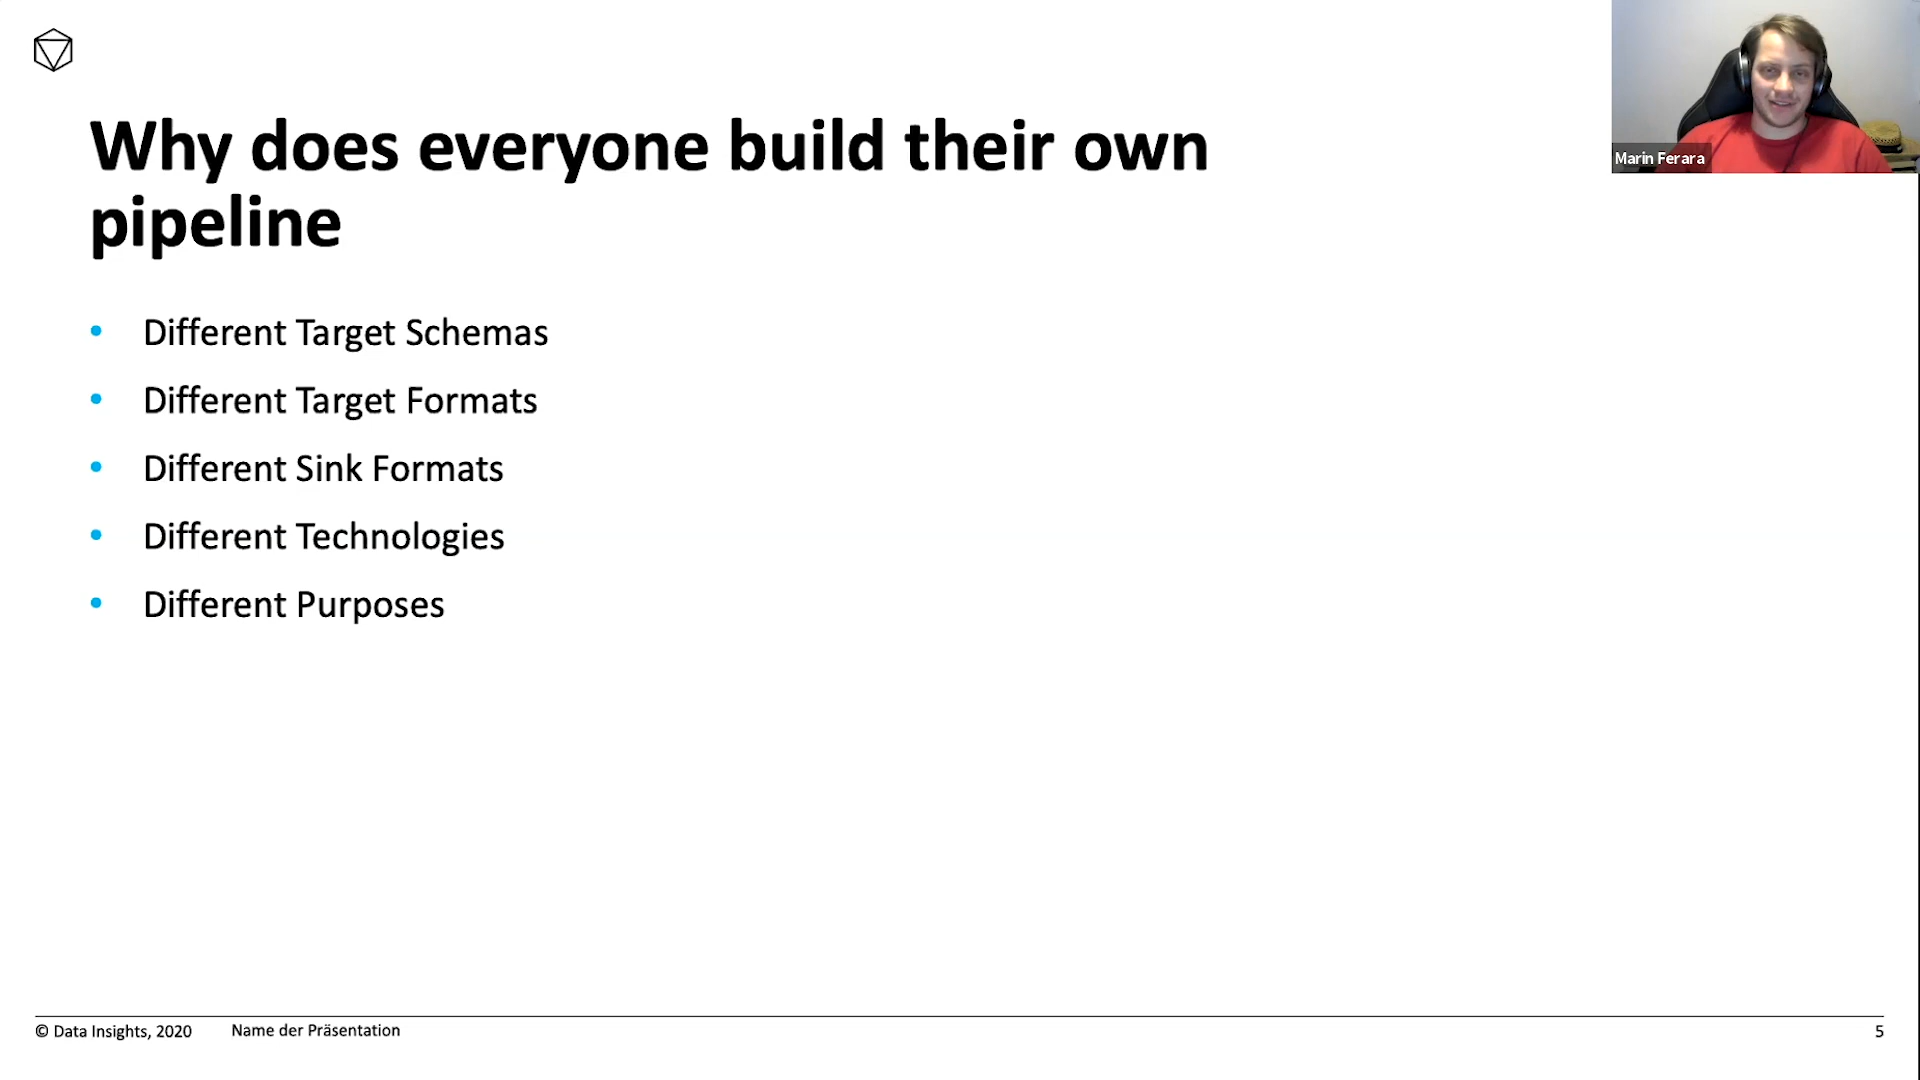 Why does everyone build their own
pipeline
• Different Target Schemas
• Different Target Formats
• Different Sink Formats
• Different Technologies
• Different Purposes
Marin Ferara
© Data Insights, 2020 Name der Präsentation 5